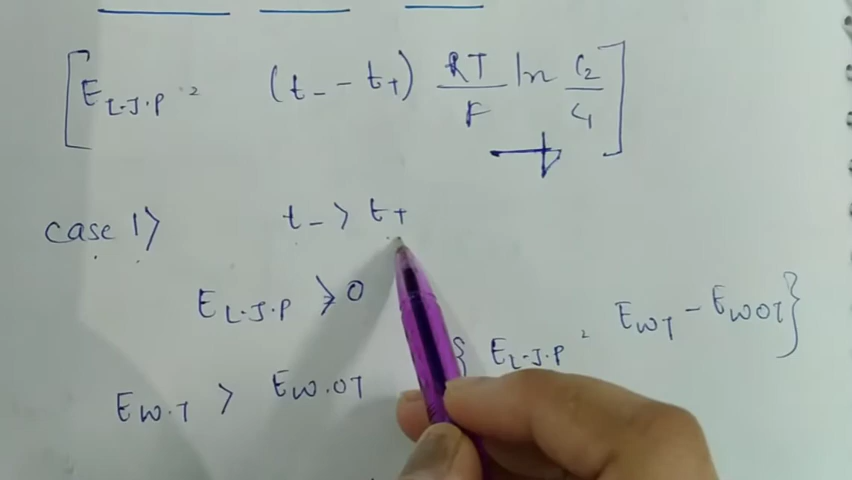 [E L.J.P = (t₋ - t₊) RT/F ln C₂/C₁]
case 1) t₋ > t₊
E L.J.P > 0
{E L.J.P = E W T - E W O T}
E W.T > E W.O T